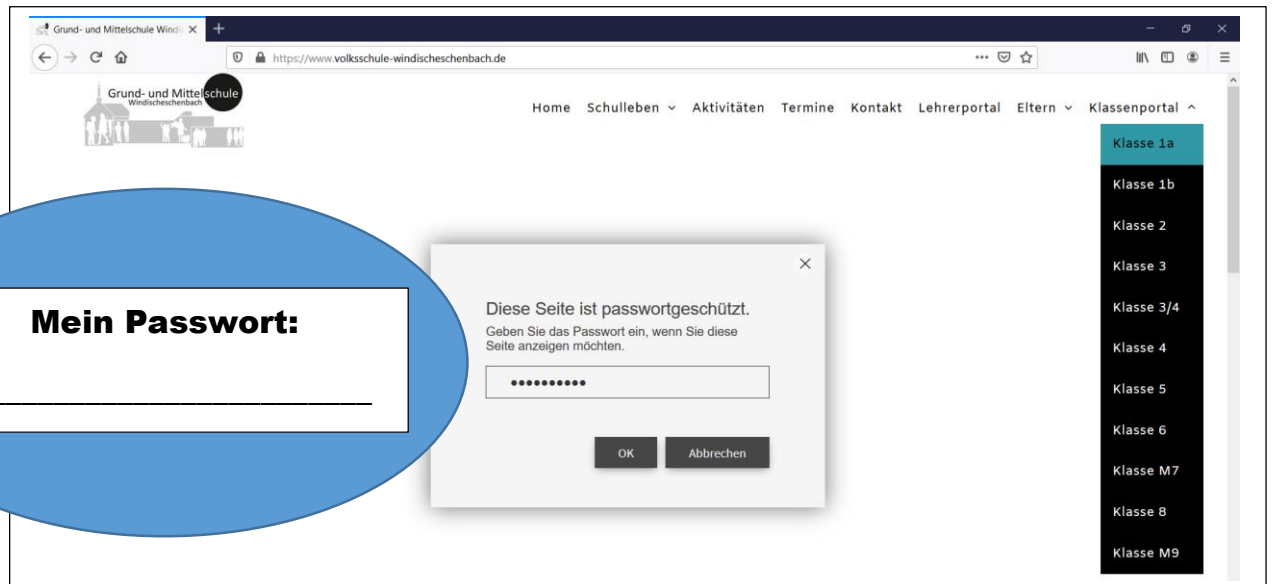 Grund- und Mittelschule Windis
https://www.volksschule-windischeschenbach.de
Grund- und Mittelschule
Windischeschenbach
Home Schulleben Aktivitäten Termine Kontakt Lehrerportal Eltern Klassenportal
Klasse 1a
Klasse 1b
Klasse 2
Klasse 3
Klasse 3/4
Klasse 4
Klasse 5
Klasse 6
Klasse M7
Klasse 8
Klasse M9
Mein Passwort:
Diese Seite ist passwortgeschützt.
Geben Sie das Passwort ein, wenn Sie diese
Seite anzeigen möchten.
••••••••••
OK Abbrechen